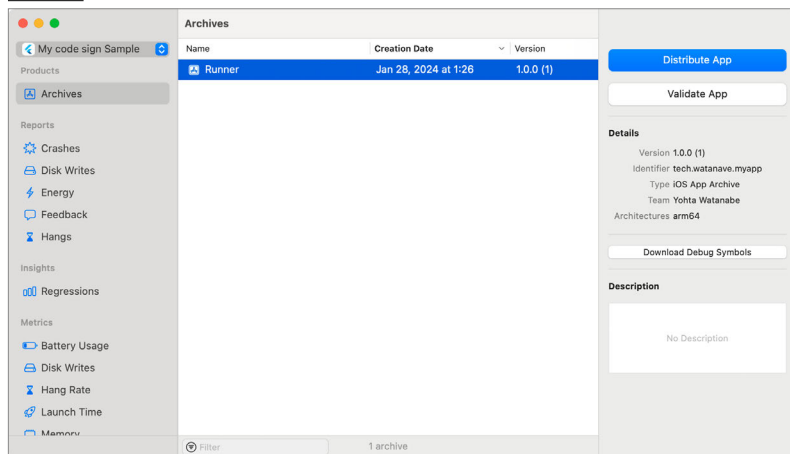 Archives
My code sign Sample
Products
Archives
Reports
Crashes
Disk Writes
Energy
Feedback
Hangs
Insights
Regressions
Metrics
Battery Usage
Disk Writes
Hang Rate
Launch Time
Memory
Name Creation Date Version
Runner Jan 28, 2024 at 1:26 1.0.0 (1)
Filter 1 archive
Distribute App
Validate App
Details
Version 1.0.0 (1)
Identifier tech.watanave.myapp
Type iOS App Archive
Team Yohta Watanabe
Architectures arm64
Download Debug Symbols
Description
No Description